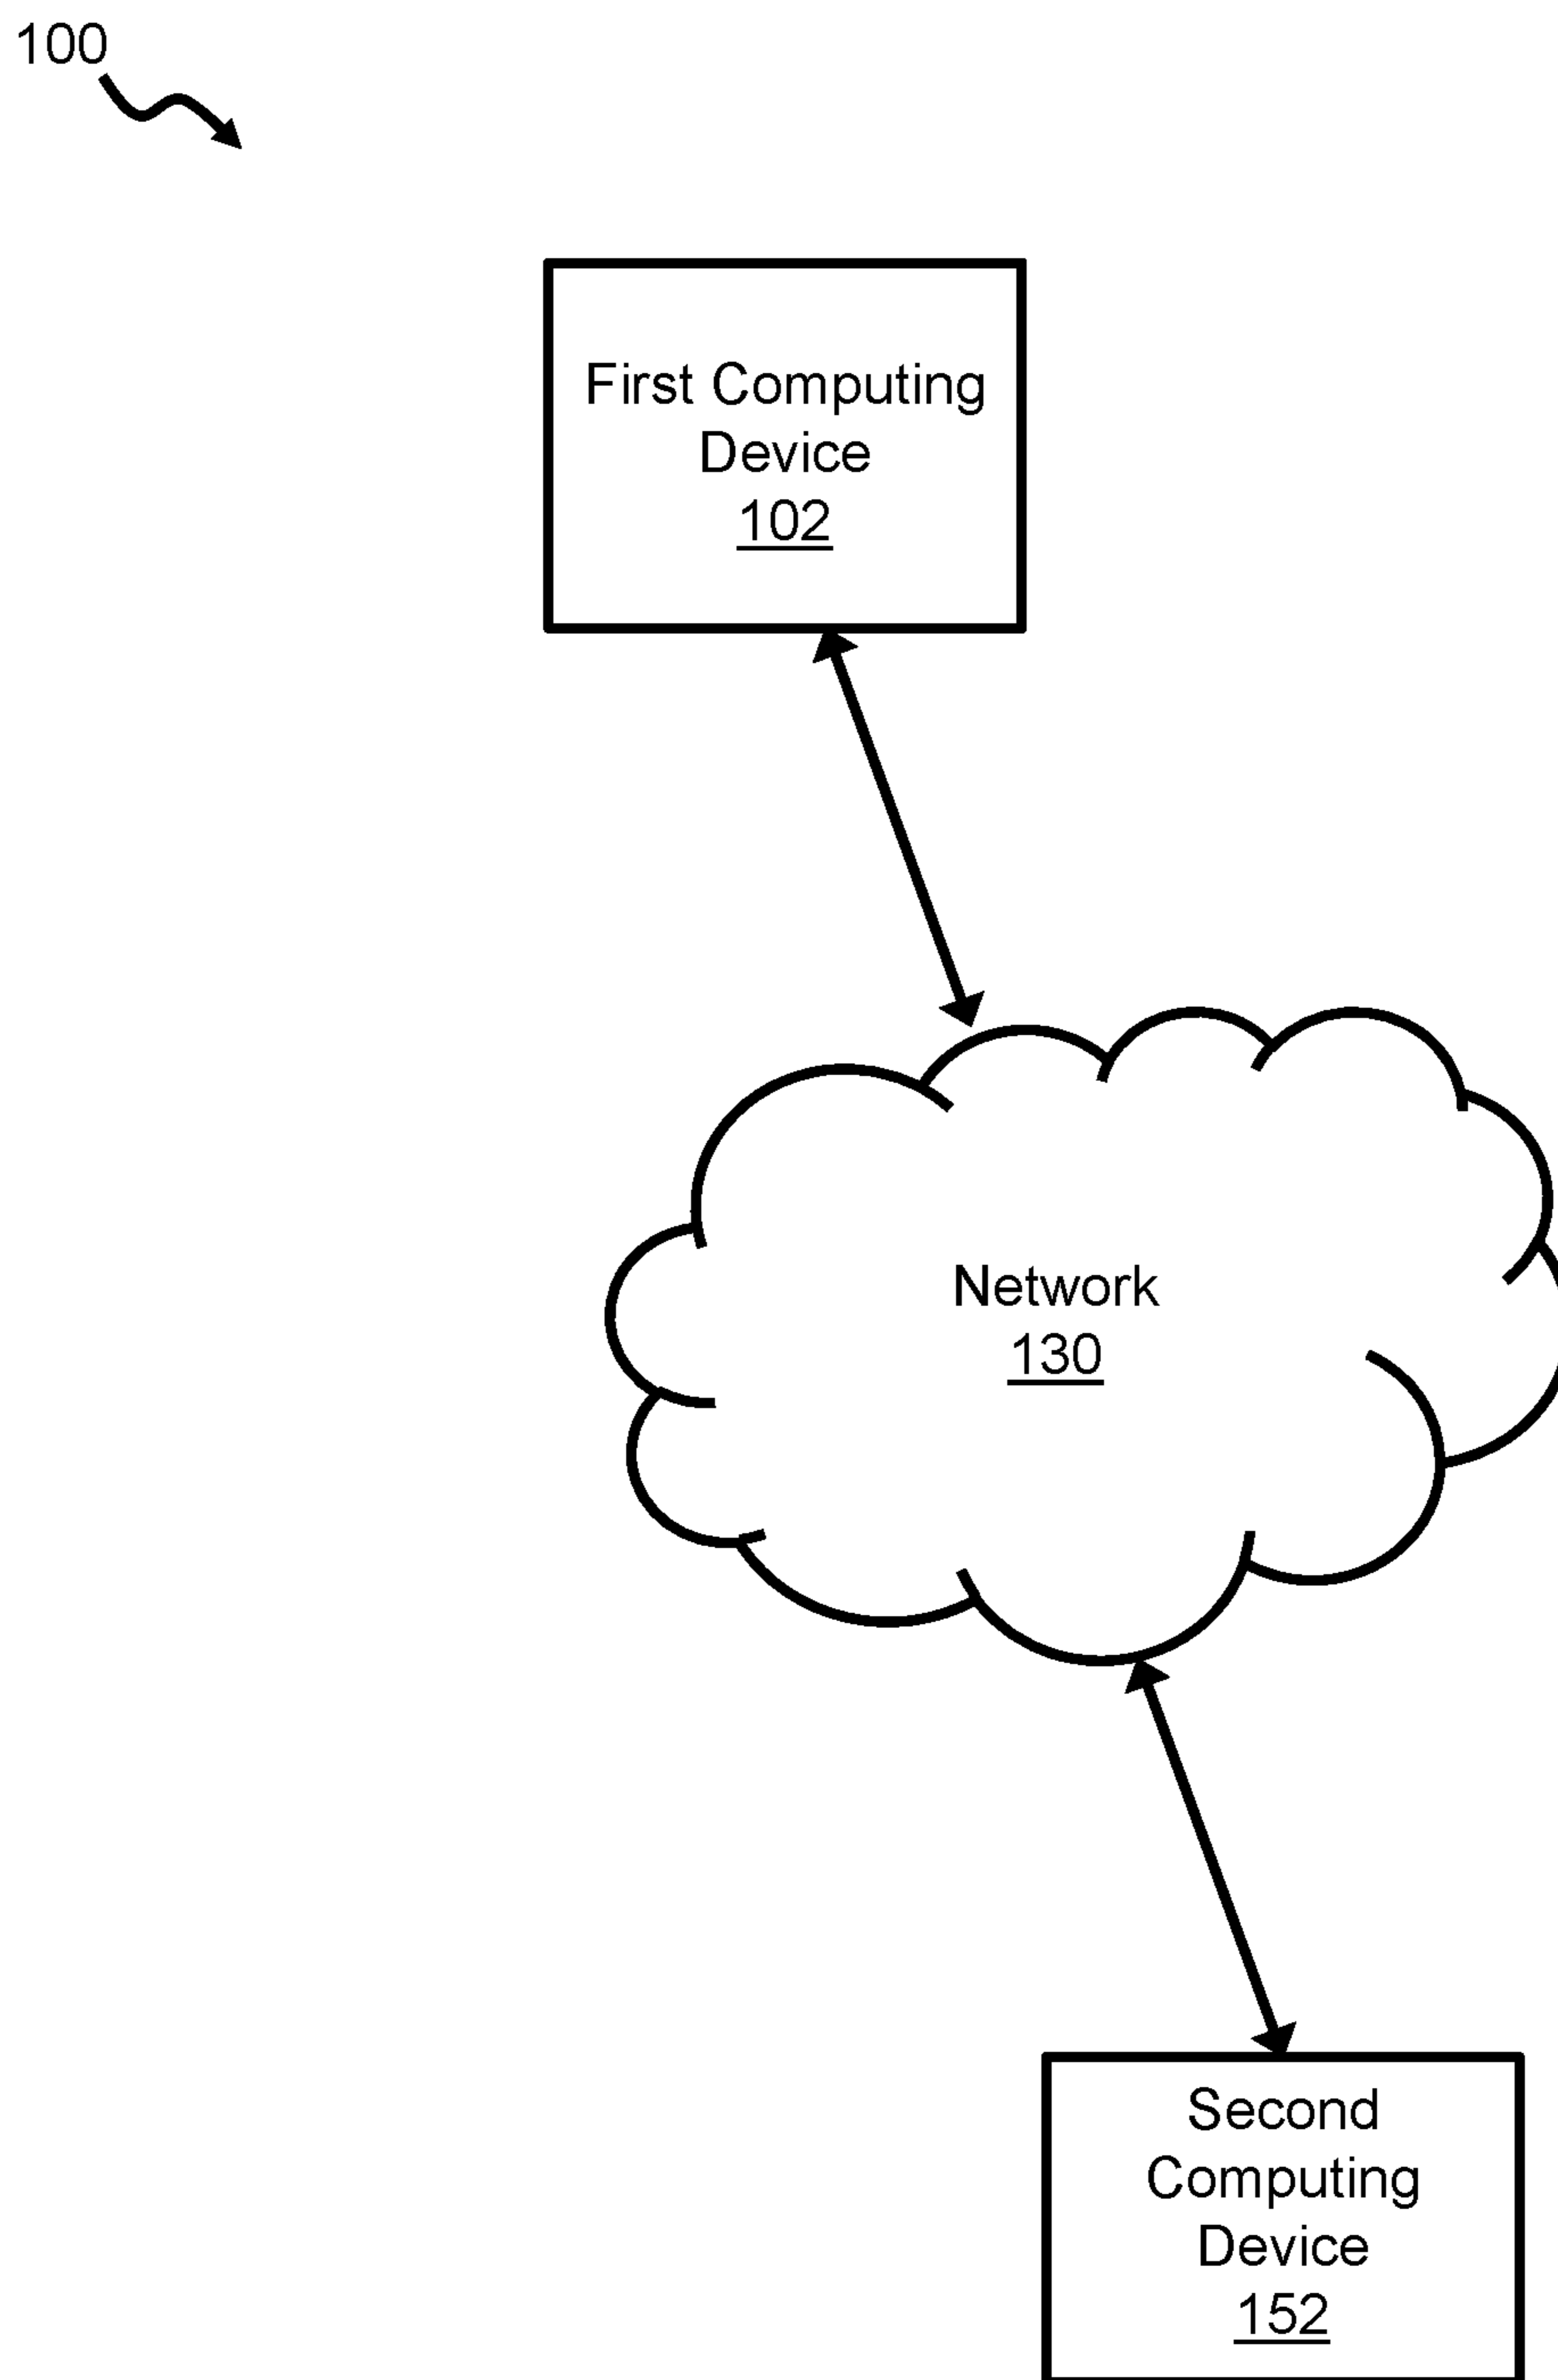 100
First Computing
Device
102
Network
130
Second
Computing
Device
152